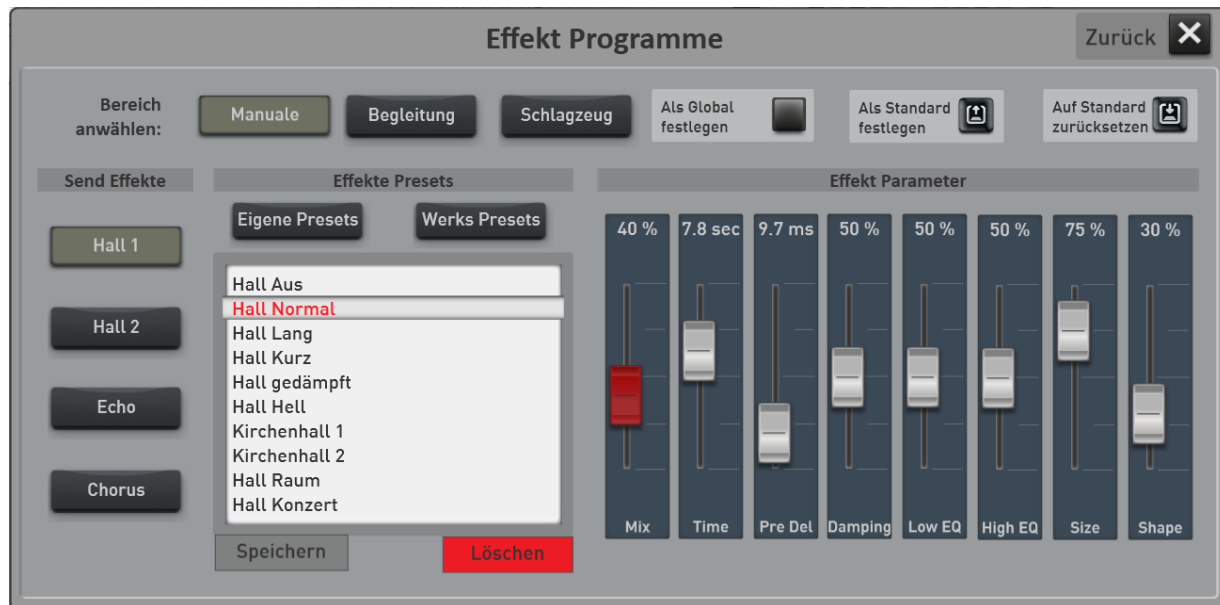 Effekt Programme
Zurück
Bereich
anwählen:
Manuale
Begleitung
Schlagzeug
Als Global
festlegen
Als Standard
festlegen
Auf Standard
zurücksetzen
Send Effekte
Effekte Presets
Effekt Parameter
Hall 1
Hall 2
Echo
Chorus
Eigene Presets
Werks Presets
Hall Aus
Hall Normal
Hall Lang
Hall Kurz
Hall gedämpft
Hall Hell
Kirchenhall 1
Kirchenhall 2
Hall Raum
Hall Konzert
Speichern
Löschen
40 %
7.8 sec
9.7 ms
50 %
50 %
50 %
75 %
30 %
Mix
Time
Pre Del
Damping
Low EQ
High EQ
Size
Shape